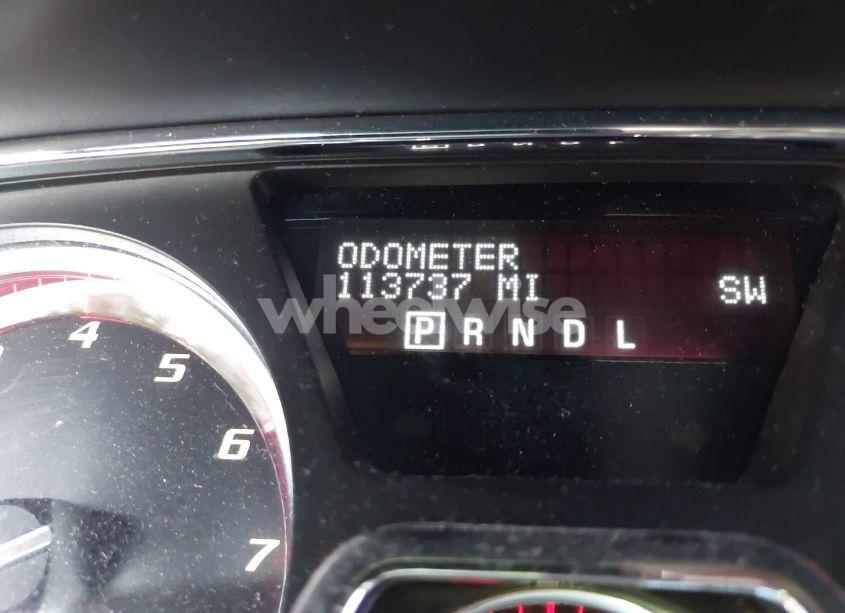 ODOMETER
113737 MI SW
wheelwise
P R N D L
4
5
6
7